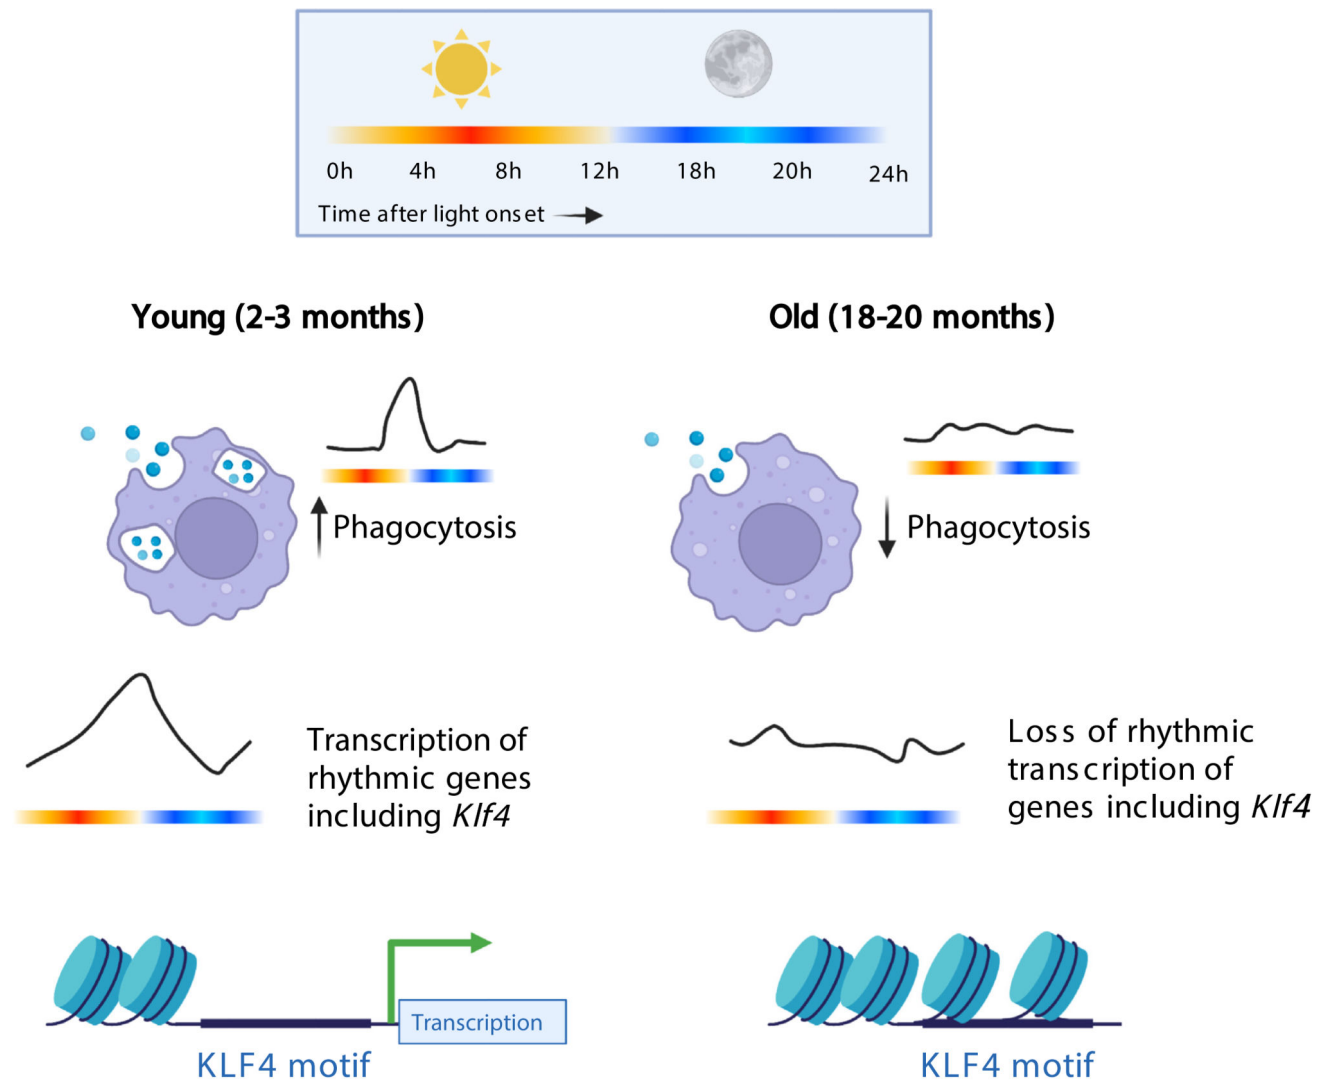 0h 4h 8h 12h 18h 20h 24h
Time after light onset
Young (2-3 months)
Old (18-20 months)
Phagocytosis
Phagocytosis
Transcription of
rhythmic genes
including Klf4
Loss of rhythmic
transcription of
genes including Klf4
Transcription
KLF4 motif
KLF4 motif